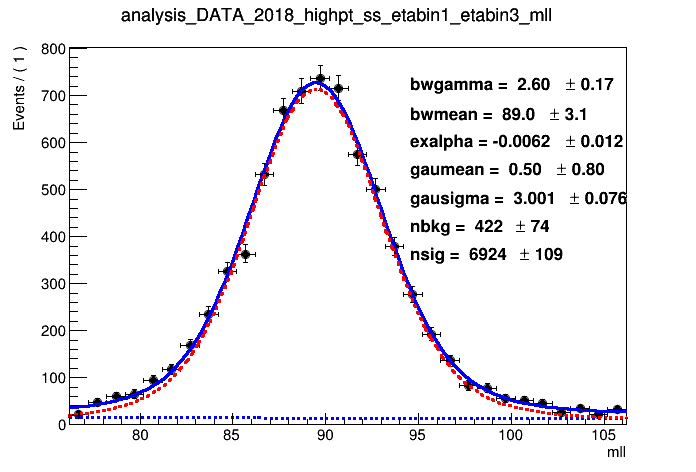 analysis_DATA_2018_highpt_ss_etabin1_etabin3_mll
Events / ( 1 )
800
700
600
500
400
300
200
100
0
bwgamma = 2.60 ± 0.17
bwmean = 89.0 ± 3.1
exalpha = -0.0062 ± 0.012
gaumean = 0.50 ± 0.80
gausigma = 3.001 ± 0.076
nbkg = 422 ± 74
nsig = 6924 ± 109
80 85 90 95 100 105
mll